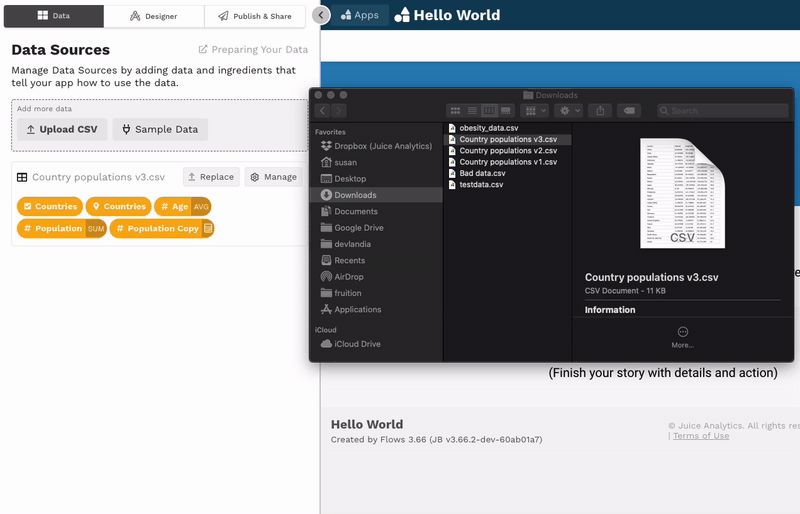 Data
Designer
Publish & Share
Apps
Hello World
Data Sources
Preparing Your Data
Manage Data Sources by adding data and ingredients that
tell your app how to use the data.
Add more data
Upload CSV
Sample Data
Country populations v3.csv
Replace
Manage
Countries
Countries
# Age AVG
# Population SUM
# Population Copy
Downloads
Search
Favorites
Dropbox (Juice Analytics)
susan
Desktop
Downloads
Documents
Google Drive
devlandia
Recents
AirDrop
fruition
Applications
iCloud
iCloud Drive
obesity_data.csv
Country populations v3.csv
Country populations v2.csv
Country populations v1.csv
Bad data.csv
testdata.csv
CSV
Country populations v3.csv
CSV Document - 11 KB
Information
More...
(Finish your story with details and action)
Hello World
Created by Flows 3.66 (JB v3.66.2-dev-60ab01a7)
© Juice Analytics. All rights res
| Terms of Use